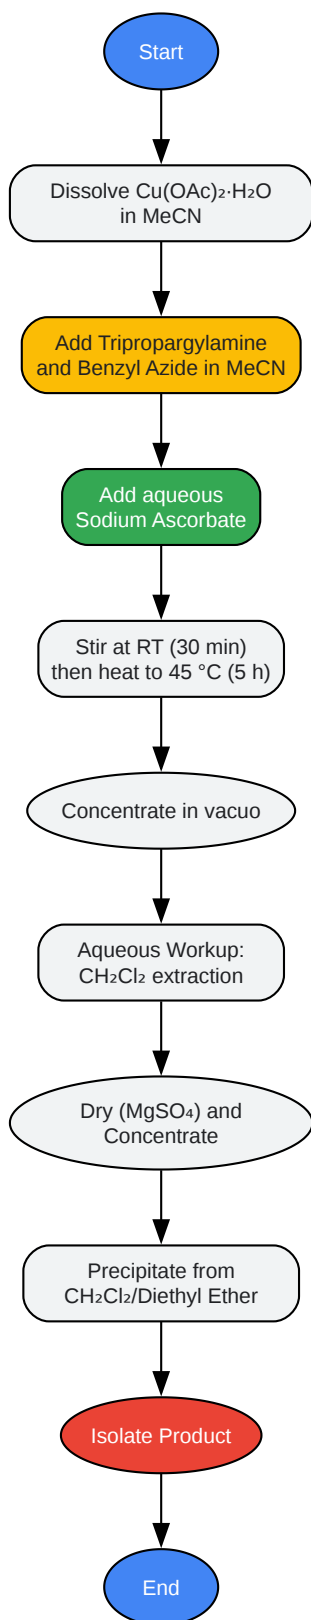 Start
Dissolve Cu(OAc)₂·H₂O
in MeCN
Add Tripropargylamine
and Benzyl Azide in MeCN
Add aqueous
Sodium Ascorbate
Stir at RT (30 min)
then heat to 45 °C (5 h)
Concentrate in vacuo
Aqueous Workup:
CH₂Cl₂ extraction
Dry (MgSO₄) and
Concentrate
Precipitate from
CH₂Cl₂/Diethyl Ether
Isolate Product
End